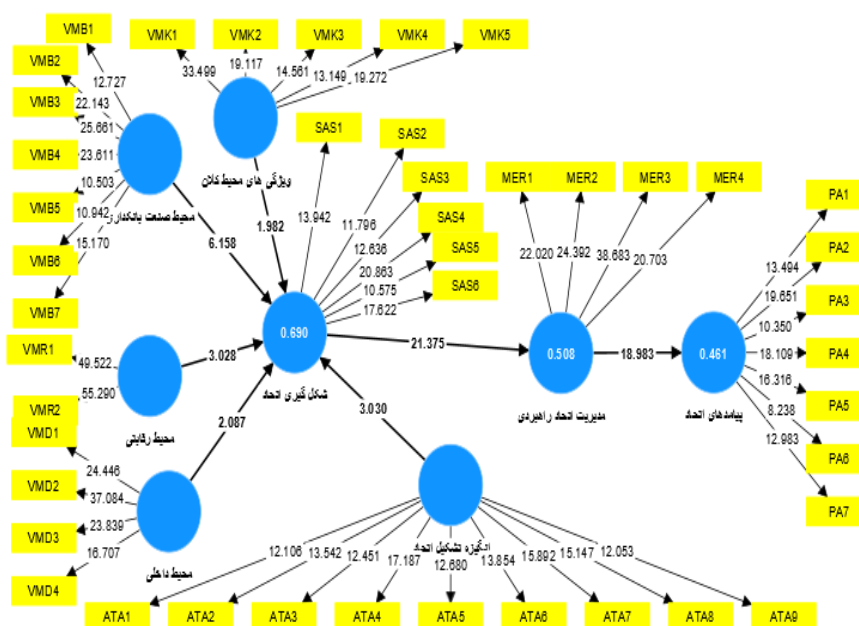 VMB1
VMB2
VMB3
VMB4
VMB5
VMB6
VMB7
12.727
22.143
25.661
23.611
10.503
10.942
15.170
محیط صنعت بانکداری
VMK1
VMK2
VMK3
VMK4
VMK5
33.499
19.117
14.561
13.149
19.272
ویژگی های محیط کلان
6.158
1.982
SAS1
SAS2
SAS3
SAS4
SAS5
SAS6
13.942
11.796
12.636
20.863
10.575
17.622
0.690
شکل گیری اتحاد
VMR1
VMR2
49.522
55.290
محیط رقابتی
3.028
VMD1
VMD2
VMD3
VMD4
24.446
37.084
23.839
16.707
محیط داخلی
2.087
3.030
انگیزه تشکیل اتحاد
12.106
13.542
12.451
17.187
12.680
13.854
15.892
15.147
12.053
ATA1
ATA2
ATA3
ATA4
ATA5
ATA6
ATA7
ATA8
ATA9
21.375
MER1
MER2
MER3
MER4
22.020
24.392
38.683
20.703
0.508
مدیریت اتحاد راهبردی
18.983
0.461
پیامدهای اتحاد
PA1
PA2
PA3
PA4
PA5
PA6
PA7
13.494
19.651
10.350
18.109
16.316
8.238
12.983